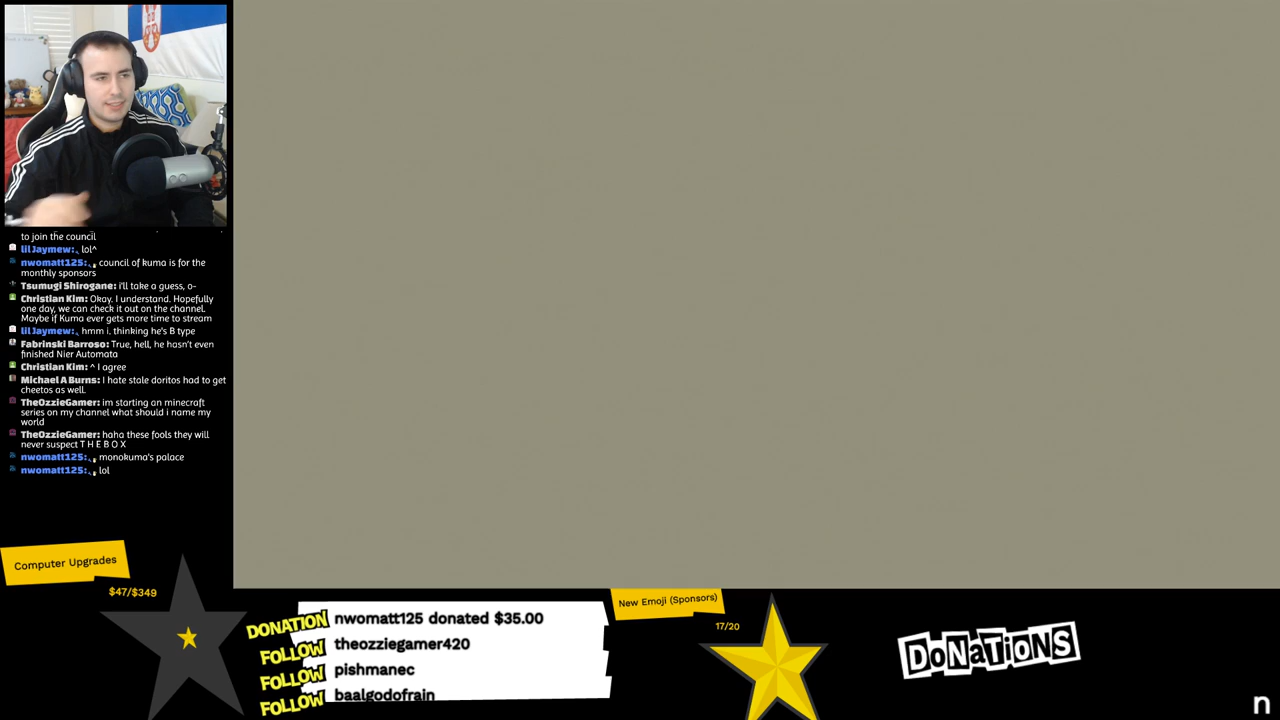 to join the council
lil Jaymew: lol^
nwomatt125: council of kuma is for the
monthly sponsors
Tsumugi Shirogane: i'll take a guess, o-
Christian Kim: Okay. I understand. Hopefully
one day, we can check it out on the channel.
Maybe if Kuma ever gets more time to stream
lil Jaymew: hmm i. thinking he's B type
Fabrinski Barroso: True, hell, he hasn't even
finished Nier Automata
Christian Kim: ^ I agree
Michael A Burns: I hate stale doritos had to get
cheetos as well.
TheOzzieGamer: im starting an minecraft
series on my channel what should i name my
world
TheOzzieGamer: haha these fools they will
never suspect T H E B O X
nwomatt125: monokuma's palace
nwomatt125: lol
Computer Upgrades
$47/$349
DONATION nwomatt125 donated $35.00
FOLLOW theozziegamer420
FOLLOW pishmanec
FOLLOW baalgodofrain
New Emoji (Sponsors)
17/20
DoNaTiONS
n